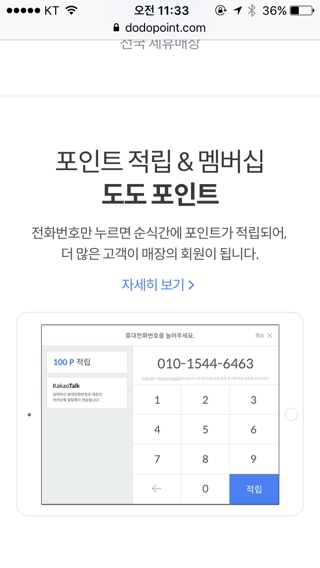 KT 오전 11:33 36%
dodopoint.com
전국 제휴매장
포인트 적립 & 멤버십
도도 포인트
전화번호만 누르면 순식간에 포인트가 적립되어,
더 많은 고객이 매장의 회원이 됩니다.
자세히 보기 >
휴대전화번호를 눌러주세요.
취소 ×
100 P 적립
010-1544-6463
KakaoTalk
1 2 3
4 5 6
7 8 9
← 0 적립